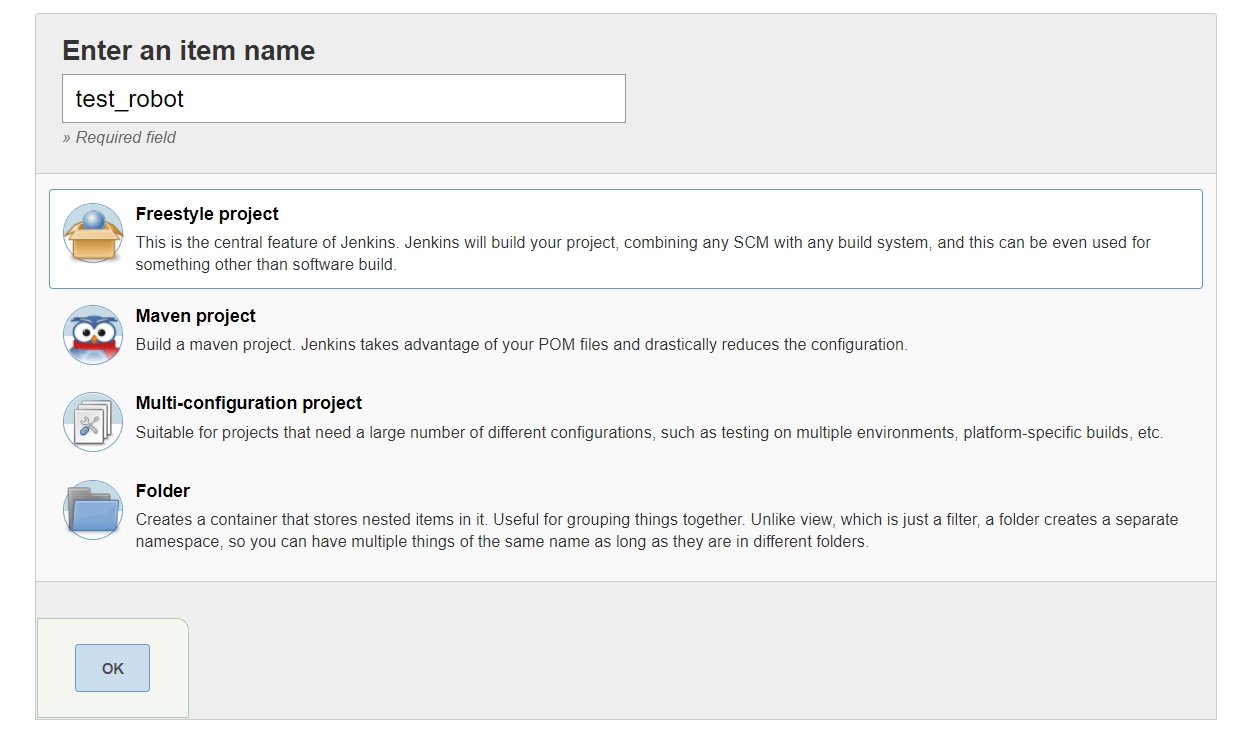 Enter an item name
test_robot
» Required field
Freestyle project
This is the central feature of Jenkins. Jenkins will build your project, combining any SCM with any build system, and this can be even used for
something other than software build.
Maven project
Build a maven project. Jenkins takes advantage of your POM files and drastically reduces the configuration.
Multi-configuration project
Suitable for projects that need a large number of different configurations, such as testing on multiple environments, platform-specific builds, etc.
Folder
Creates a container that stores nested items in it. Useful for grouping things together. Unlike view, which is just a filter, a folder creates a separate
namespace, so you can have multiple things of the same name as long as they are in different folders.
OK